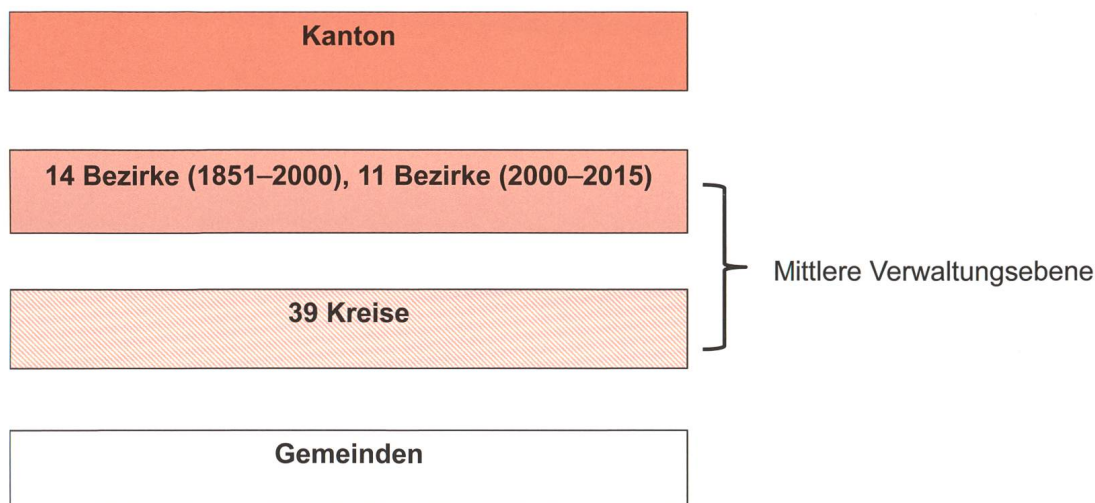 Kanton
14 Bezirke (1851–2000), 11 Bezirke (2000–2015)
39 Kreise
Mittlere Verwaltungsebene
Gemeinden